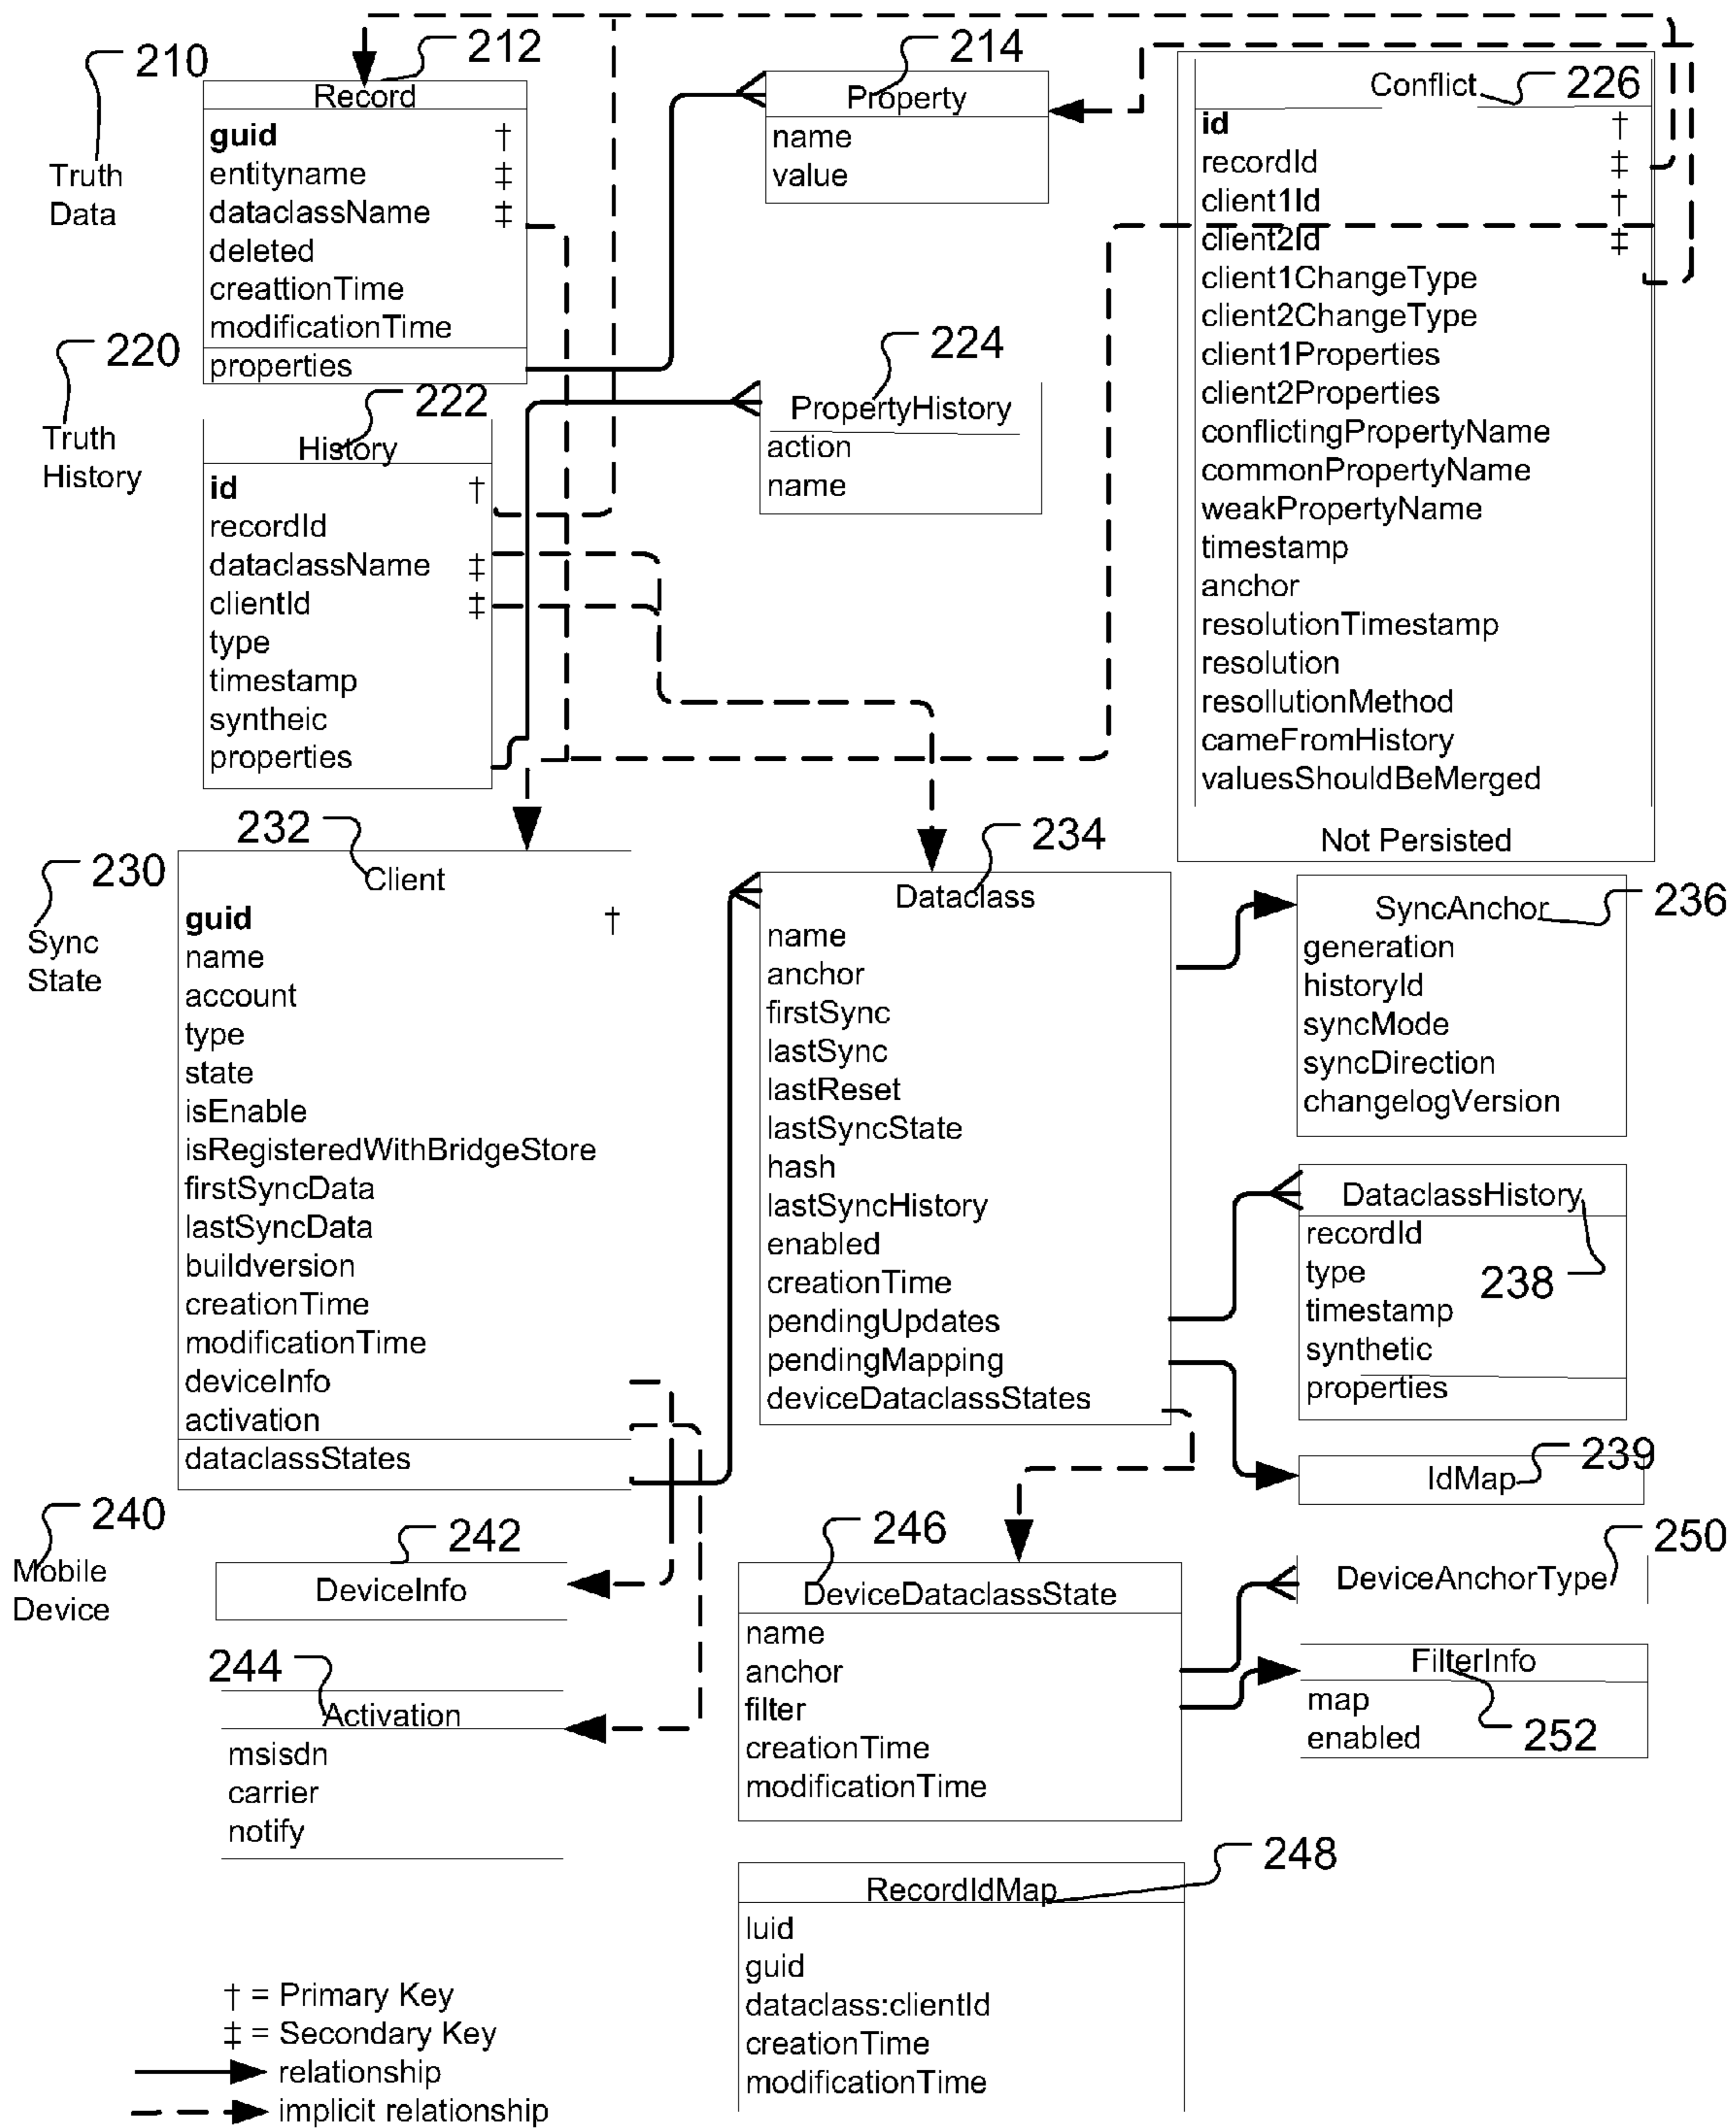 210
Truth
Data
212
Record
guid †
entityname ‡
dataclassName ‡
deleted
creattionTime
modificationTime
properties
214
Property
name
value
Conflict 226
id †
recordId ‡
client1Id †
client2Id ‡
client1ChangeType
client2ChangeType
client1Properties
client2Properties
conflictingPropertyName
commonPropertyName
weakPropertyName
timestamp
anchor
resolutionTimestamp
resolution
resollutionMethod
cameFromHistory
valuesShouldBeMerged
Not Persisted
220
Truth
History
222
History
id †
recordId
dataclassName ‡
clientId ‡
type
timestamp
syntheic
properties
224
PropertyHistory
action
name
230
Sync
State
232
Client
guid †
name
account
type
state
isEnable
isRegisteredWithBridgeStore
firstSyncData
lastSyncData
buildversion
creationTime
modificationTime
deviceInfo
activation
dataclassStates
234
Dataclass
name
anchor
firstSync
lastSync
lastReset
lastSyncState
hash
lastSyncHistory
enabled
creationTime
pendingUpdates
pendingMapping
deviceDataclassStates
236
SyncAnchor
generation
historyId
syncMode
syncDirection
changelogVersion
DataclassHistory
recordId
type
238
timestamp
synthetic
properties
239
IdMap
240
Mobile
Device
242
DeviceInfo
244
Activation
msisdn
carrier
notify
246
DeviceDataclassState
name
anchor
filter
creationTime
modificationTime
250
DeviceAnchorType
FilterInfo
map
enabled
252
248
RecordIdMap
luid
guid
dataclass:clientId
creationTime
modificationTime
† = Primary Key
‡ = Secondary Key
relationship
implicit relationship